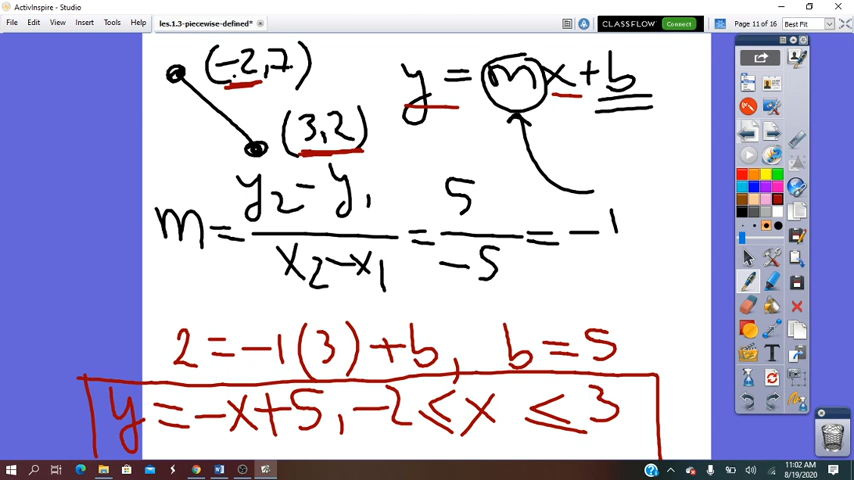 ActivInspire - Studio
File Edit View Insert Tools Help
CLASSFLOW Connect
Page 11 of 16
Best Fit
les.1.3-piecewise-defined*
(-2,7)
y = mx + b
(3,2)
m = y₂ - y₁ / x₂ - x₁ = 5 / -5 = -1
2 = -1(3) + b, b = 5
y = -x + 5, -2 ≤ x ≤ 3
11:02 AM
8/19/2020